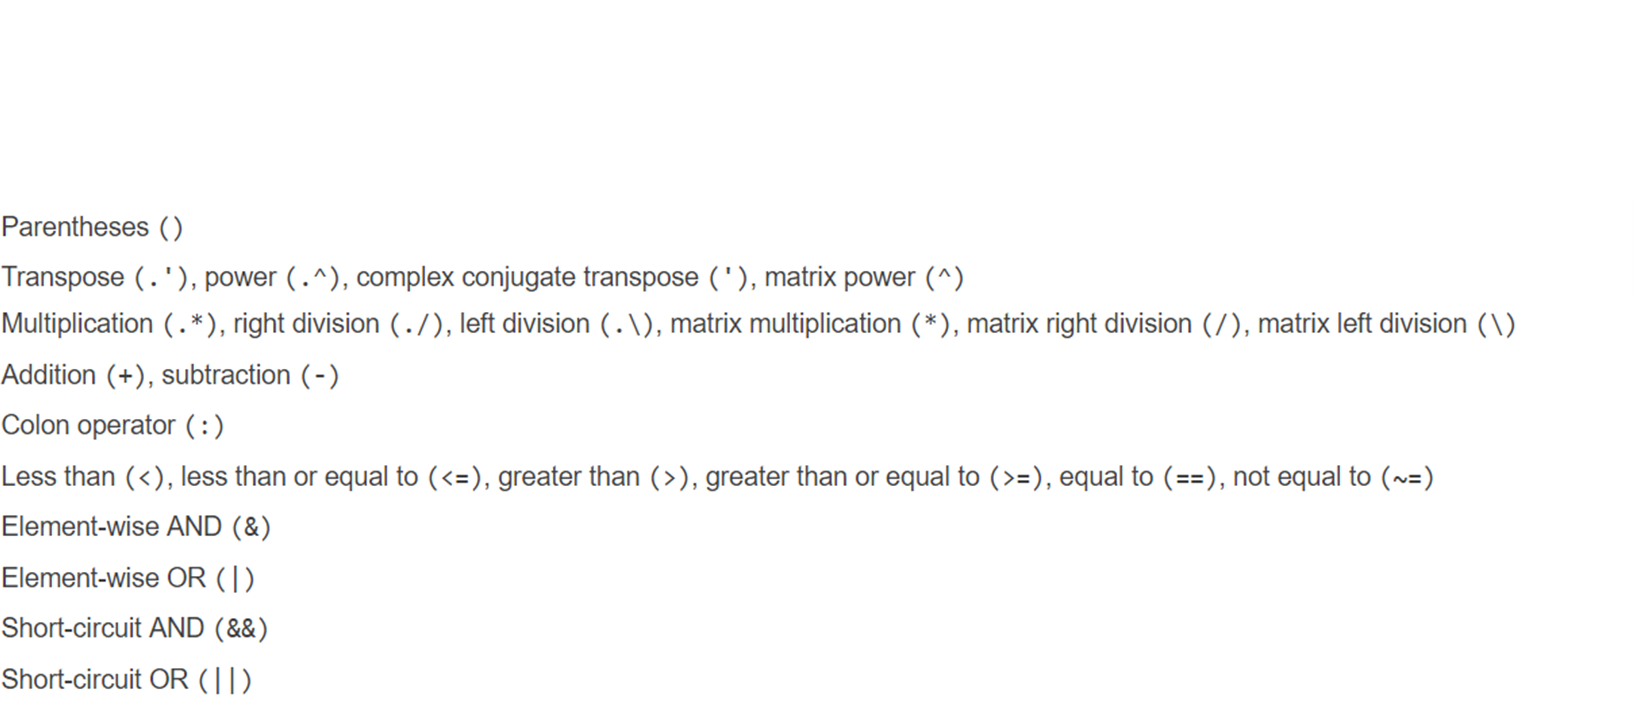 Parentheses ()
Transpose (.'), power (.^), complex conjugate transpose ('), matrix power (^)
Multiplication (.*), right division (./), left division (.\), matrix multiplication (*), matrix right division (/), matrix left division (\)
Addition (+), subtraction (-)
Colon operator (:)
Less than (<), less than or equal to (<=), greater than (>), greater than or equal to (>=), equal to (==), not equal to (~=)
Element-wise AND (&)
Element-wise OR (|)
Short-circuit AND (&&)
Short-circuit OR (||)